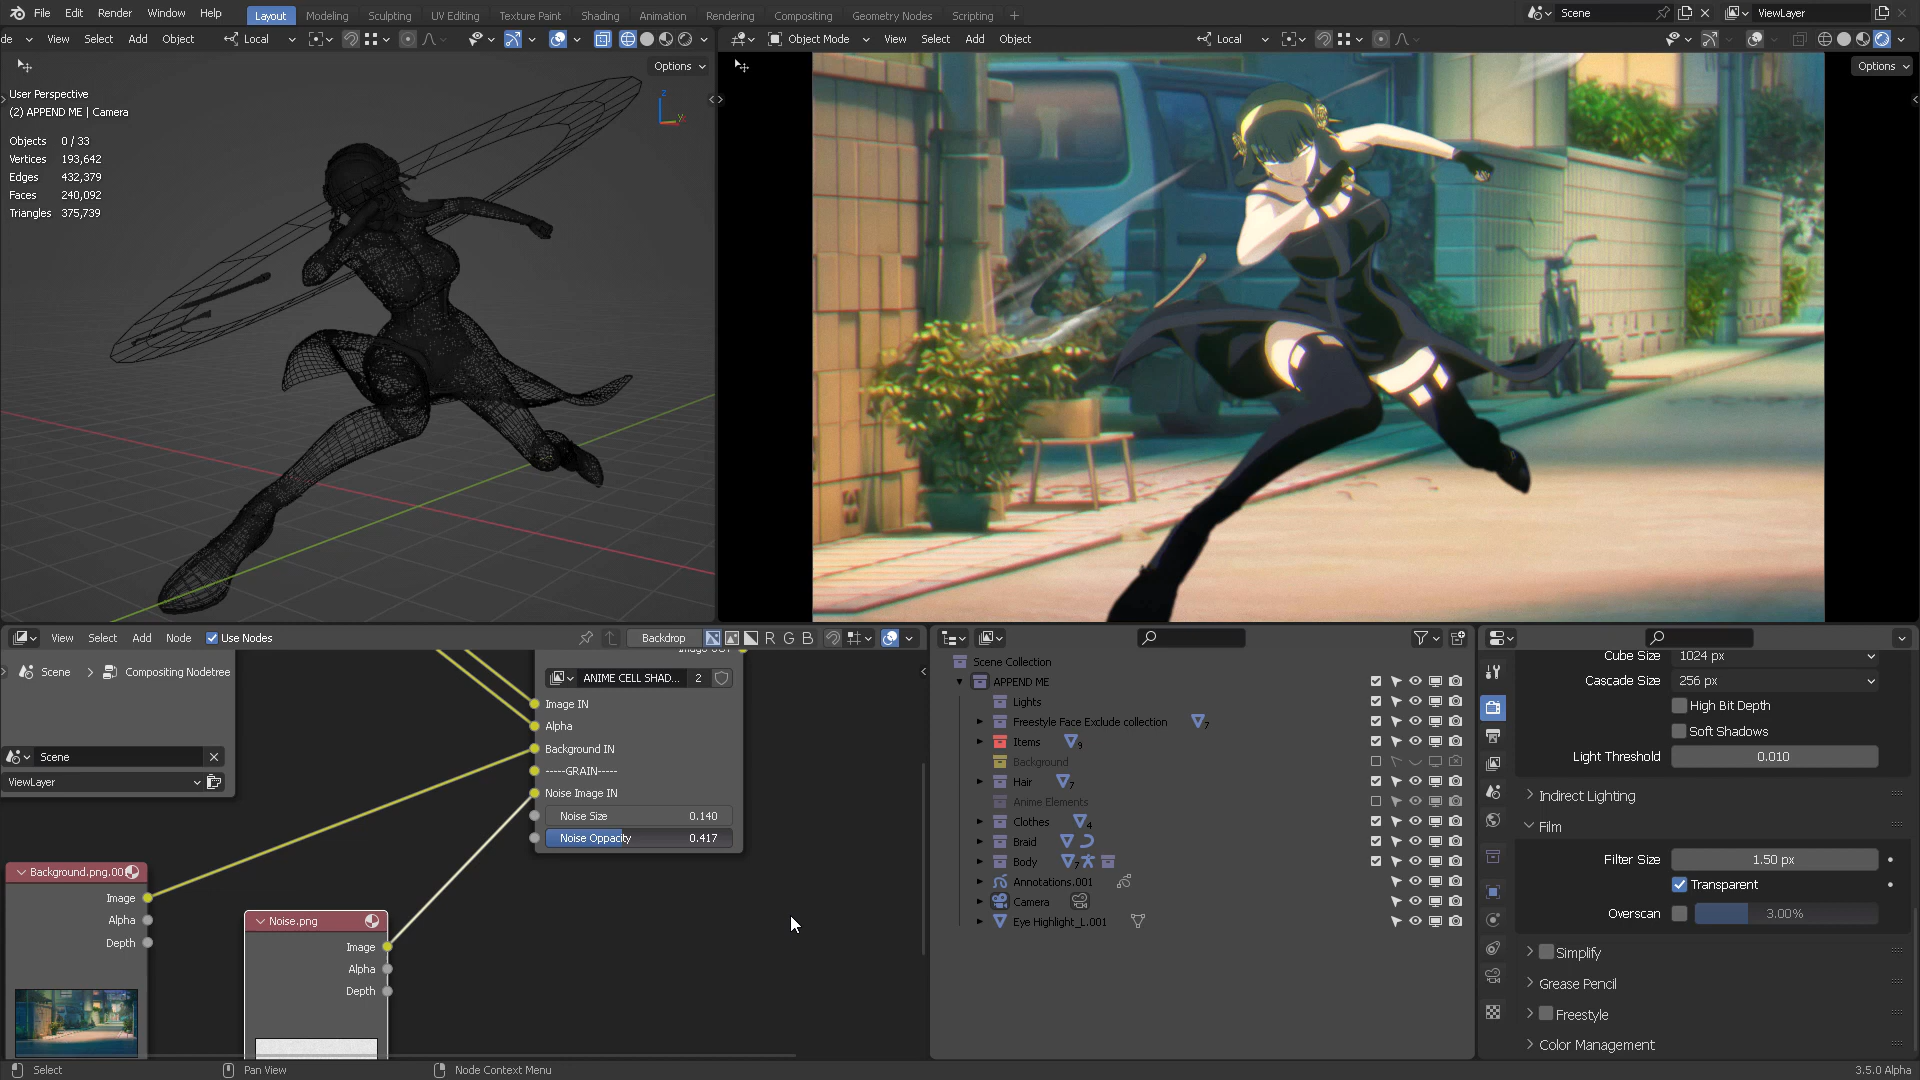 File Edit Render Window Help
Layout Modeling Sculpting UV Editing Texture Paint Shading Animation Rendering Compositing Geometry Nodes Scripting +
Scene
ViewLayer
de View Select Add Object Local
Object Mode View Select Add Object Local
Options
Options
User Perspective
(2) APPEND ME | Camera
Objects 0 / 33
Vertices 193,642
Edges 432,379
Faces 240,092
Triangles 375,739
Z
Y
View Select Add Node Use Nodes Backdrop R G B
Scene > Compositing Nodetree
Scene
ViewLayer
ANIME CELL SHAD... 2
Image IN
Alpha
Background IN
-----GRAIN-----
Noise Image IN
Noise Size 0.140
Noise Oppacity 0.417
Background.png.00
Image
Alpha
Depth
Noise.png
Image
Alpha
Depth
Scene Collection
APPEND ME
Lights
Freestyle Face Exclude collection 7
Items 9
Background
Hair 7
Anime Elements
Clothes 4
Braid
Body 7
Annotations.001
Camera
Eye Highlight_L.001
Cube Size 1024 px
Cascade Size 256 px
High Bit Depth
Soft Shadows
Light Threshold 0.010
Indirect Lighting
Film
Filter Size 1.50 px
Transparent
Overscan 3.00%
Simplify
Grease Pencil
Freestyle
Color Management
Select Pan View Node Context Menu 3.5.0 Alpha